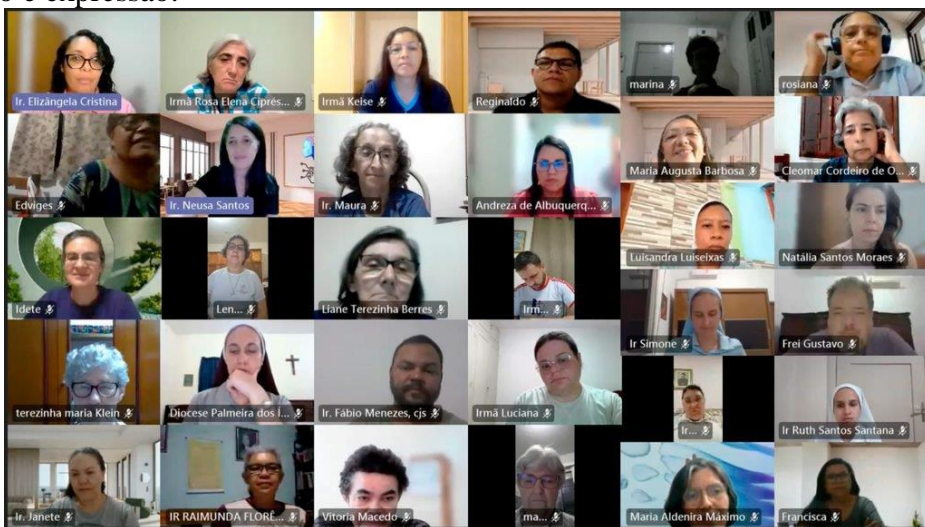 o e expressão.
Ir. Elizângela Cristina
Irmã Rosa Elena Ciprés...
Irmã Keise
Reginaldo
marina
rosiana
Edviges
Ir. Neusa Santos
Ir. Maura
Andreza de Albuquerq...
Maria Augusta Barbosa
Cleomar Cordeiro de O...
Idete
Len...
Liane Terezinha Berres
Irm...
Luisandra Luiseixas
Natália Santos Moraes
Ir Simone
Frei Gustavo
terezinha maria Klein
Diocese Palmeira dos Í...
Ir. Fábio Menezes, cjs
Irmã Luciana
Ir...
Ir Ruth Santos Santana
Ir. Janete
IR RAIMUNDA FLORÊ...
Vitoria Macedo
ma...
Maria Aldenira Máximo
Francisca